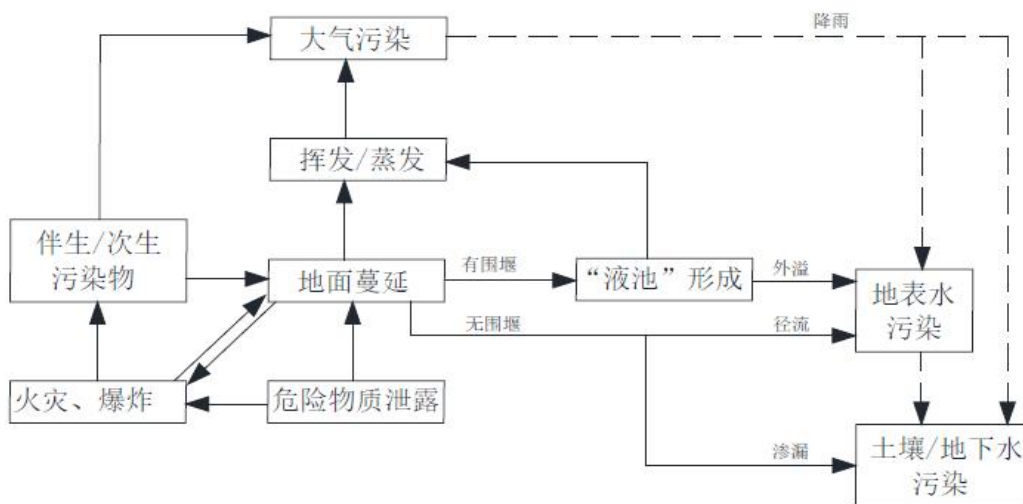 降雨
大气污染
挥发/蒸发
伴生/次生
污染物
地面蔓延
有围堰
“液池”形成
外溢
地表水
污染
无围堰
径流
火灾、爆炸
危险物质泄露
渗漏
土壤/地下水
污染